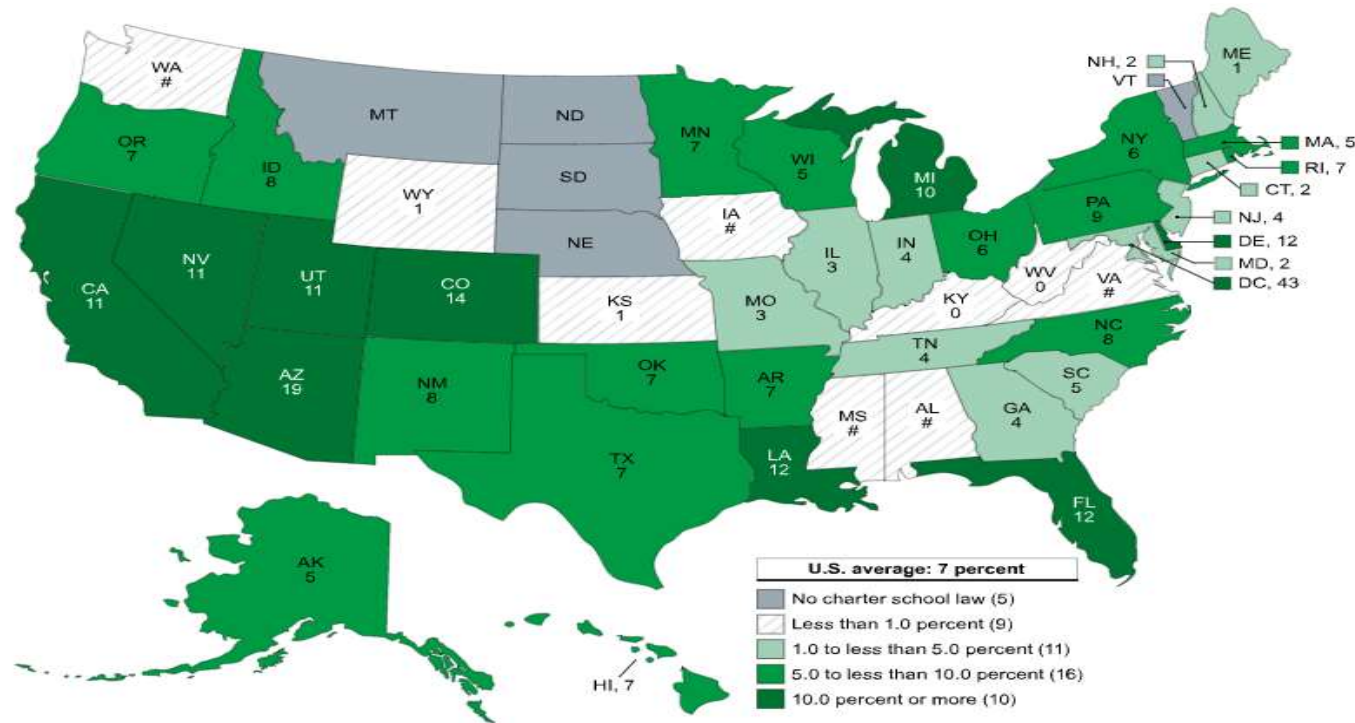 WA
#
OR
7
ID
8
MT
ND
SD
NE
WY
1
MN
7
WI
5
MI
10
IA
#
IL
3
IN
4
OH
6
NH, 2
VT
ME
1
NY
6
MA, 5
RI, 7
CT, 2
PA
9
NJ, 4
DE, 12
MD, 2
DC, 43
CA
11
NV
11
UT
11
CO
14
KS
1
MO
3
KY
0
WV
0
VA
#
AZ
19
NM
8
OK
7
AR
7
TN
4
NC
8
SC
5
TX
7
LA
12
MS
#
AL
#
GA
4
FL
12
AK
5
HI, 7
U.S. average: 7 percent
No charter school law (5)
Less than 1.0 percent (9)
1.0 to less than 5.0 percent (11)
5.0 to less than 10.0 percent (16)
10.0 percent or more (10)